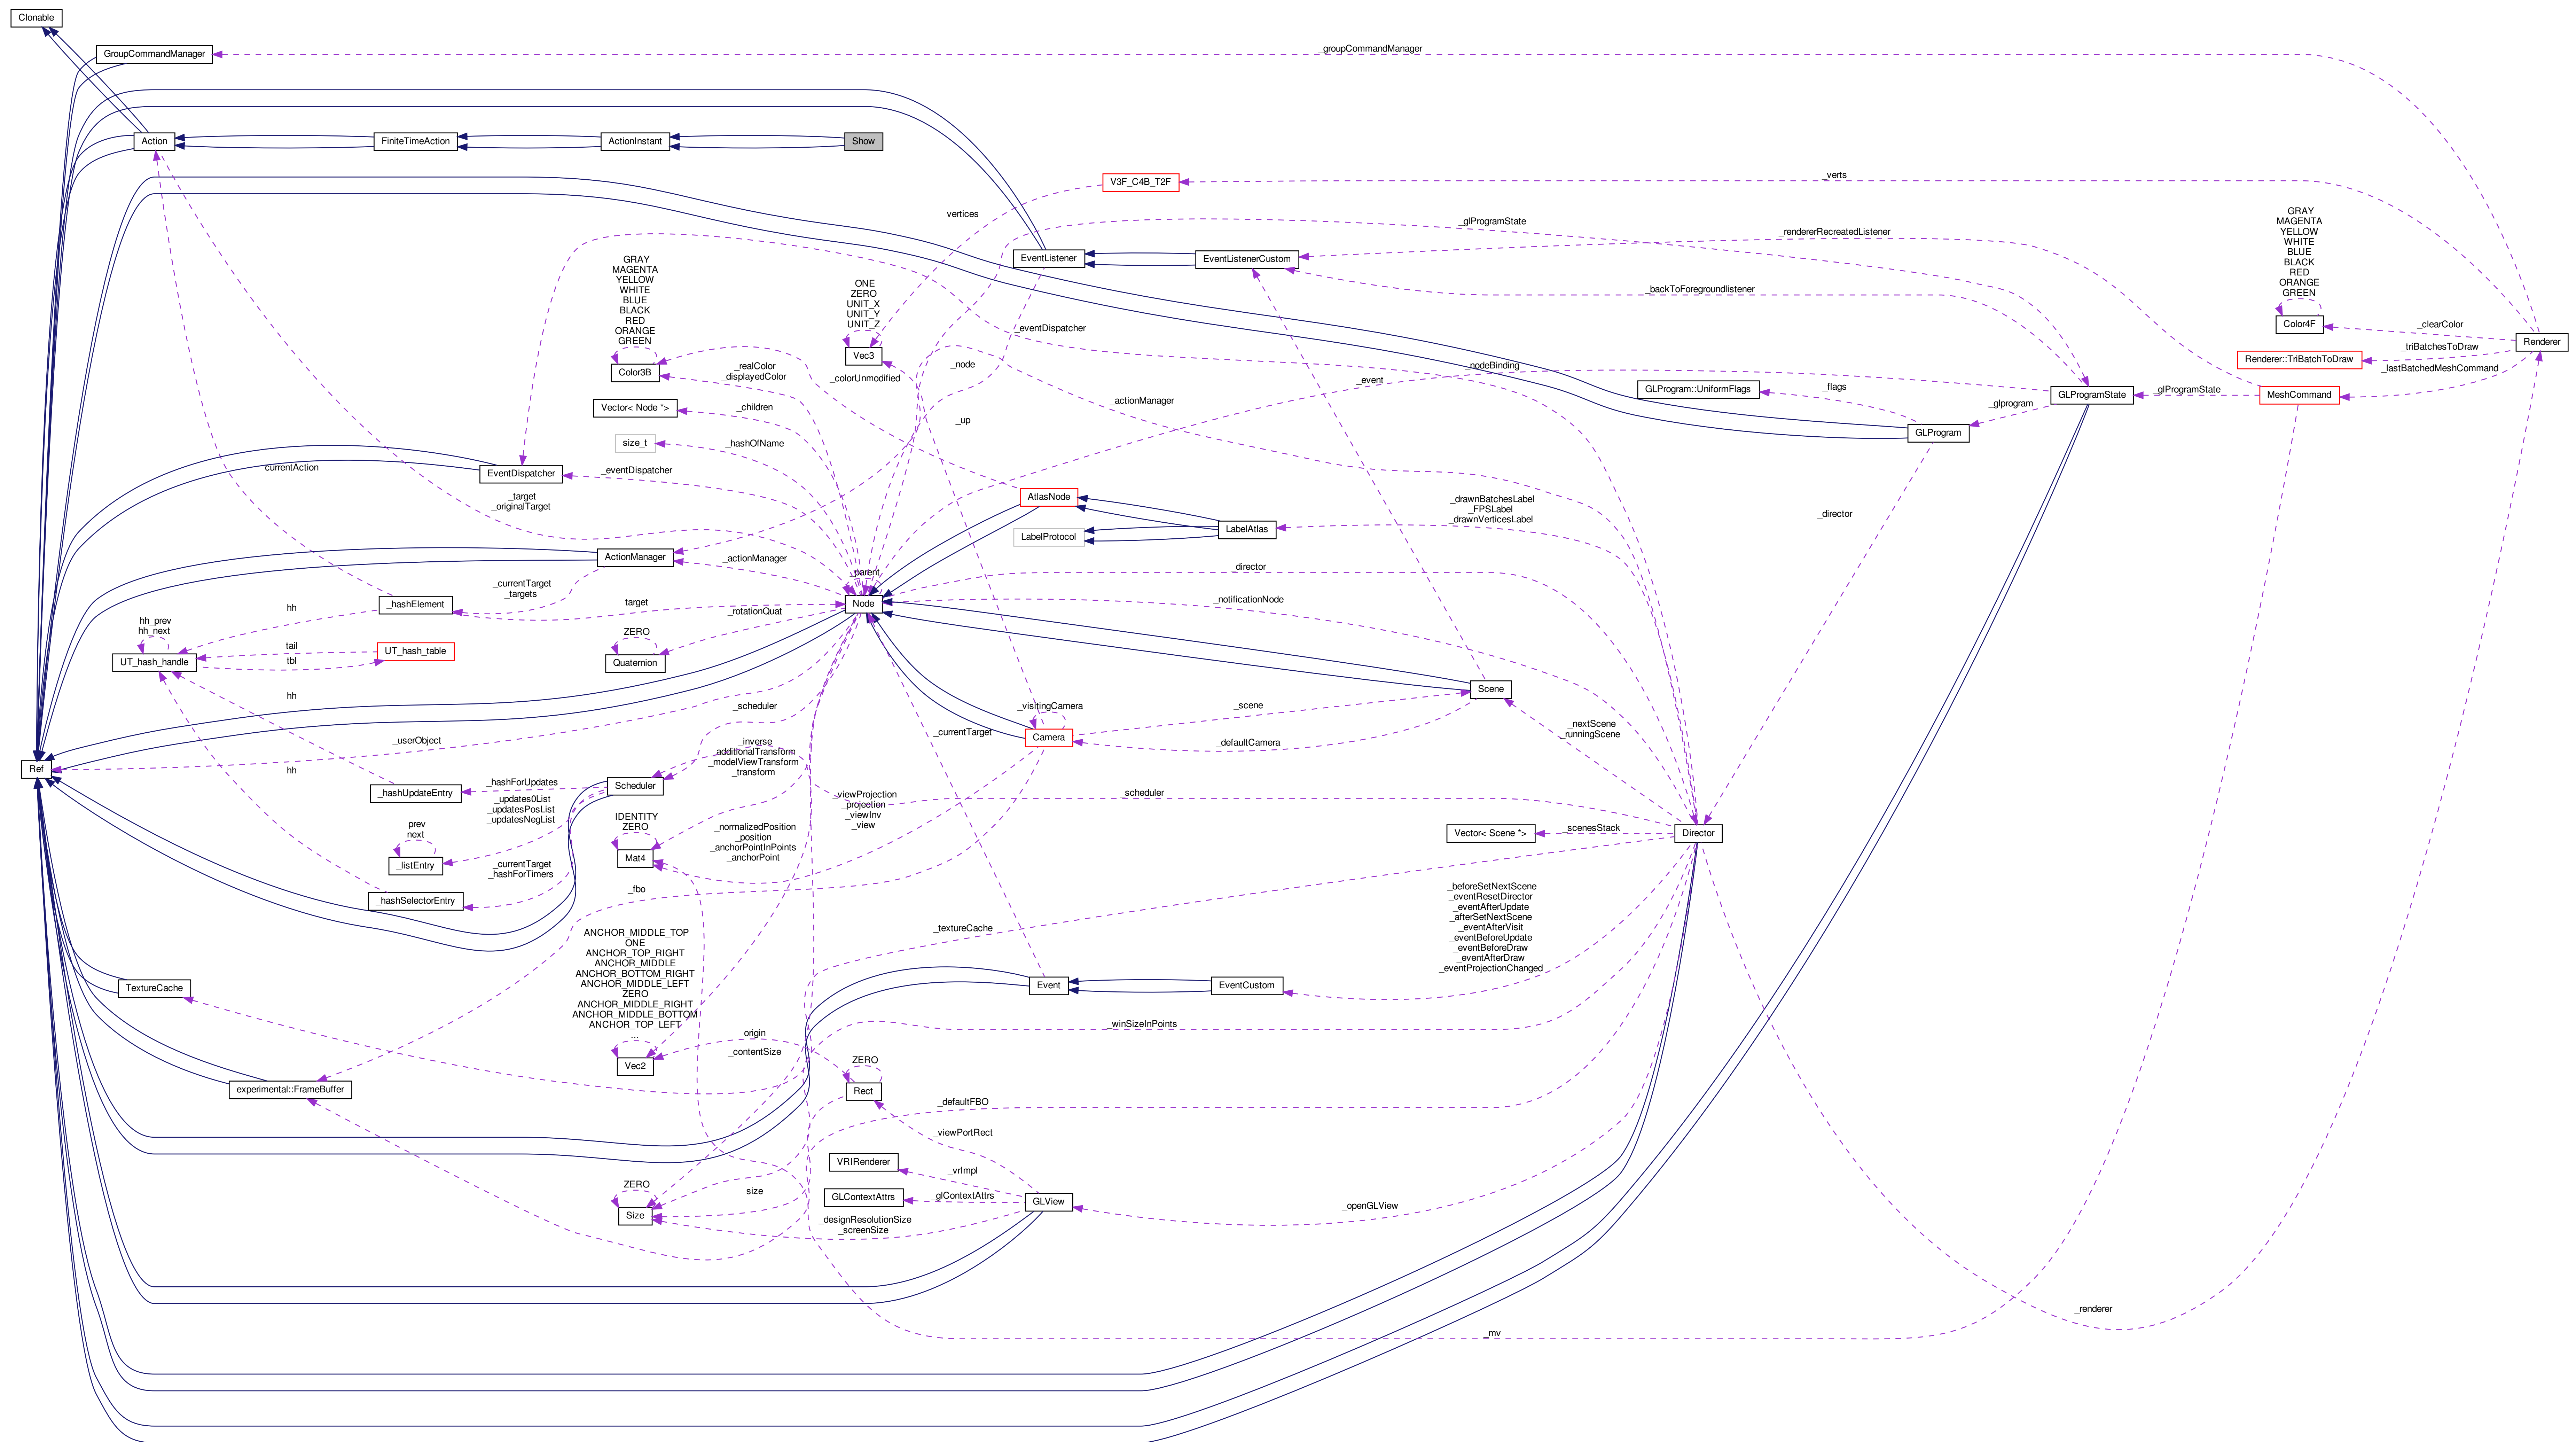 Clonable
GroupCommandManager
_groupCommandManager
Action
FiniteTimeAction
ActionInstant
Show
V3F_C4B_T2F
_verts
vertices
_glProgramState
_rendererRecreatedListener
GRAY
MAGENTA
YELLOW
WHITE
BLUE
BLACK
RED
ORANGE
GREEN
EventListener
EventListenerCustom
GRAY
MAGENTA
YELLOW
WHITE
BLUE
BLACK
RED
ORANGE
GREEN
ONE
ZERO
UNIT_X
UNIT_Y
UNIT_Z
_backToForegroundlistener
Color4F
_clearColor
_eventDispatcher
Renderer
_triBatchesToDraw
Vec3
Renderer::TriBatchToDraw
_lastBatchedMeshCommand
Color3B
_realColor
_displayedColor
_colorUnmodified
_node
_nodeBinding
_event
GLProgram::UniformFlags
_flags
GLProgramState
_glProgramState
MeshCommand
_glprogram
Vector< Node *>
_children
_actionManager
_up
GLProgram
size_t
_hashOfName
currentAction
EventDispatcher
_eventDispatcher
_target
_originalTarget
AtlasNode
_drawnBatchesLabel
_FPSLabel
_drawnVerticesLabel
_director
LabelAtlas
LabelProtocol
ActionManager
_actionManager
_parent
_director
_currentTarget
_targets
_hashElement
hh
target
Node
_notificationNode
_rotationQuat
hh_prev
hh_next
ZERO
tail
UT_hash_table
UT_hash_handle
tbl
Quaternion
Scene
hh
_scheduler
_visitingCamera
_scene
_nextScene
_runningScene
_currentTarget
Camera
_defaultCamera
_userObject
_inverse
_additionalTransform
_modelViewTransform
_transform
Ref
hh
_hashForUpdates
Scheduler
_hashUpdateEntry
_updates0List
_updatesPosList
_updatesNegList
_viewProjection
_projection
_viewInv
_view
_scheduler
IDENTITY
ZERO
prev
next
_normalizedPosition
_position
_anchorPointInPoints
_anchorPoint
Vector< Scene *>
_scenesStack
Director
Mat4
_listEntry
_currentTarget
_hashForTimers
_fbo
_hashSelectorEntry
_beforeSetNextScene
_eventResetDirector
_eventAfterUpdate
_afterSetNextScene
_eventAfterVisit
_eventBeforeUpdate
_eventBeforeDraw
_eventAfterDraw
_eventProjectionChanged
ANCHOR_MIDDLE_TOP
ONE
ANCHOR_TOP_RIGHT
ANCHOR_MIDDLE
ANCHOR_BOTTOM_RIGHT
ANCHOR_MIDDLE_LEFT
ZERO
ANCHOR_MIDDLE_RIGHT
ANCHOR_MIDDLE_BOTTOM
ANCHOR_TOP_LEFT
...
_textureCache
TextureCache
Event
EventCustom
_winSizeInPoints
origin
_contentSize
Vec2
ZERO
Rect
experimental::FrameBuffer
_defaultFBO
_viewPortRect
VRIRenderer
_vrImpl
ZERO
size
GLContextAttrs
_glContextAttrs
GLView
_openGLView
Size
_designResolutionSize
_screenSize
_renderer
_mv